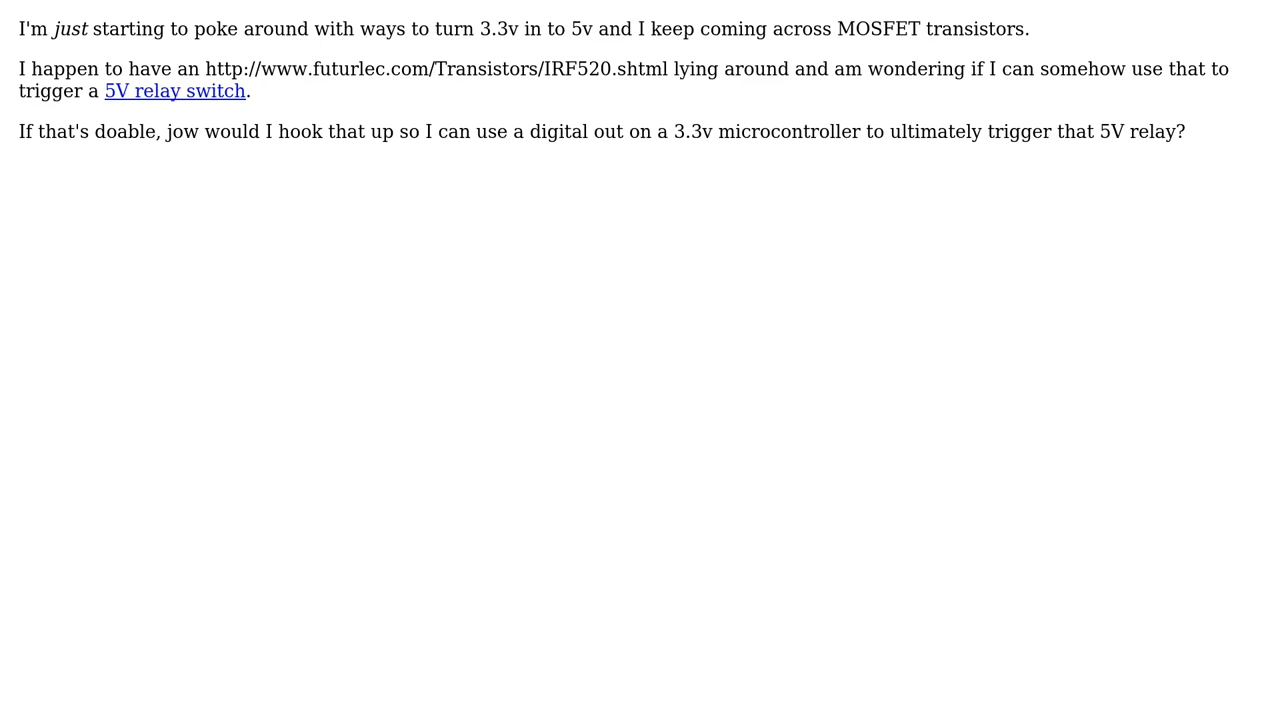 I'm just starting to poke around with ways to turn 3.3v in to 5v and I keep coming across MOSFET transistors.
I happen to have an http://www.futurlec.com/Transistors/IRF520.shtml lying around and am wondering if I can somehow use that to
trigger a 5V relay switch.
If that's doable, jow would I hook that up so I can use a digital out on a 3.3v microcontroller to ultimately trigger that 5V relay?